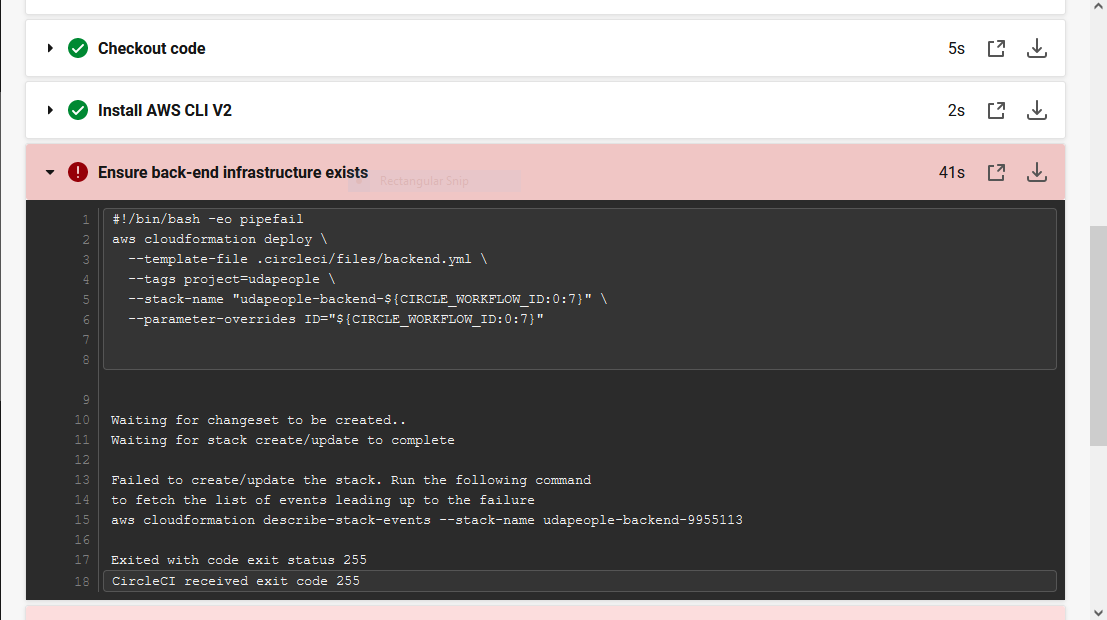 Checkout code 5s
Install AWS CLI V2 2s
Ensure back-end infrastructure exists 41s
Rectangular Snip
1 #!/bin/bash -eo pipefail
2 aws cloudformation deploy \
3   --template-file .circleci/files/backend.yml \
4   --tags project=udapeople \
5   --stack-name "udapeople-backend-${CIRCLE_WORKFLOW_ID:0:7}" \
6   --parameter-overrides ID="${CIRCLE_WORKFLOW_ID:0:7}"
7
8
9
10 Waiting for changeset to be created..
11 Waiting for stack create/update to complete
12
13 Failed to create/update the stack. Run the following command
14 to fetch the list of events leading up to the failure
15 aws cloudformation describe-stack-events --stack-name udapeople-backend-9955113
16
17 Exited with code exit status 255
18 CircleCI received exit code 255